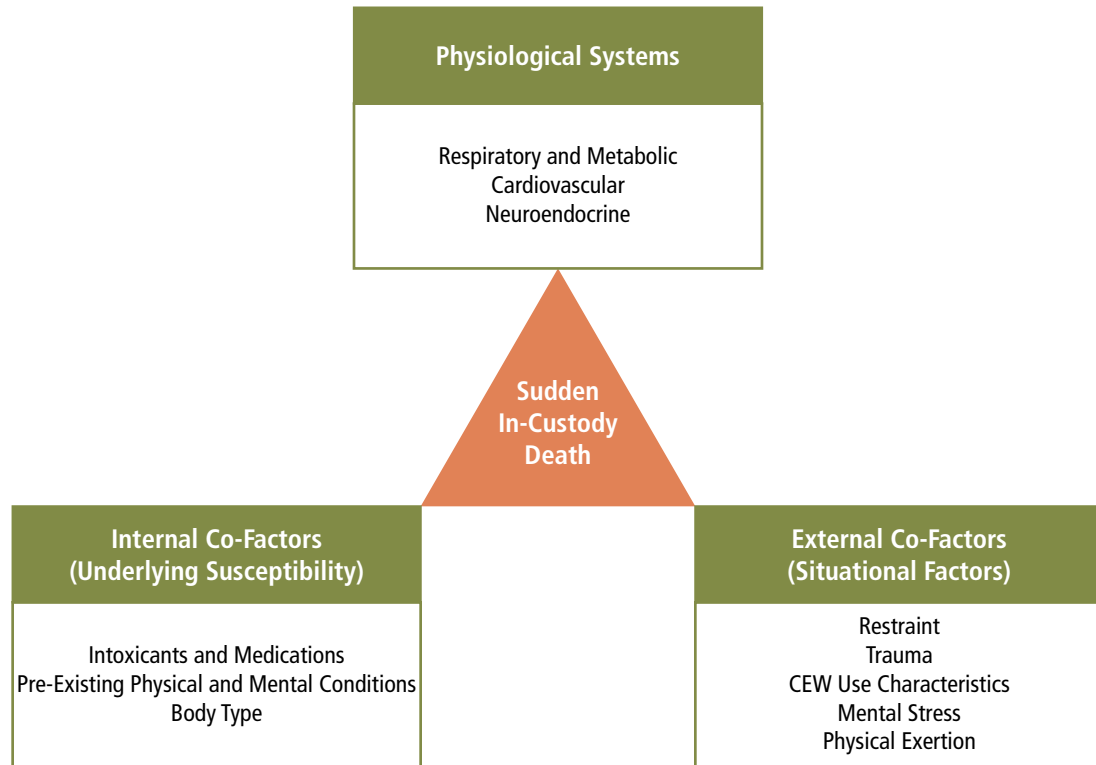 Physiological Systems
Respiratory and Metabolic
Cardiovascular
Neuroendocrine
Sudden
In-Custody
Death
Internal Co-Factors
(Underlying Susceptibility)
Intoxicants and Medications
Pre-Existing Physical and Mental Conditions
Body Type
External Co-Factors
(Situational Factors)
Restraint
Trauma
CEW Use Characteristics
Mental Stress
Physical Exertion